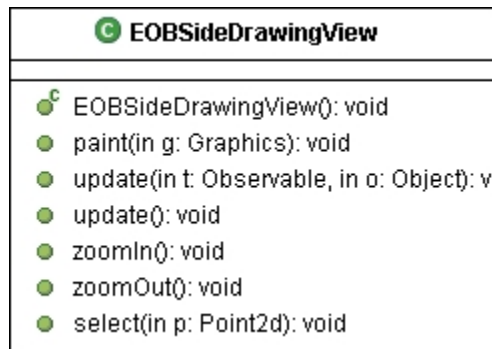 C EOBSideDrawingView
C EOBSideDrawingView(): void
paint(in g: Graphics): void
update(in t: Observable, in o: Object): v
update(): void
zoomIn(): void
zoomOut(): void
select(in p: Point2d): void